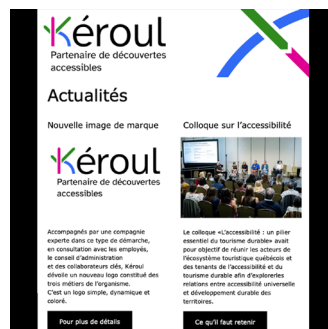 Kéroul
Partenaire de découvertes
accessibles
Actualités
Nouvelle image de marque
Kéroul
Partenaire de découvertes
accessibles
Accompagnés par une compagnie
experte dans ce type de démarche,
en consultation avec les employés,
le conseil d'administration
et des collaborateurs clés, Kéroul
dévoile un nouveau logo constitué des
trois métiers de l'organisme.
C'est un logo simple, dynamique et
coloré.
Pour plus de détails
Colloque sur l'accessibilité
Le colloque «L'accessibilité : un pilier
essentiel du tourisme durable» avait
pour objectif de réunir les acteurs de
l'écosystème touristique québécois et
des tenants de l'accessibilité et du
tourisme durable afin d'explorerles
relations entre accessibilité universelle
et développement durable des
territoires.
Ce qu'il faut retenir